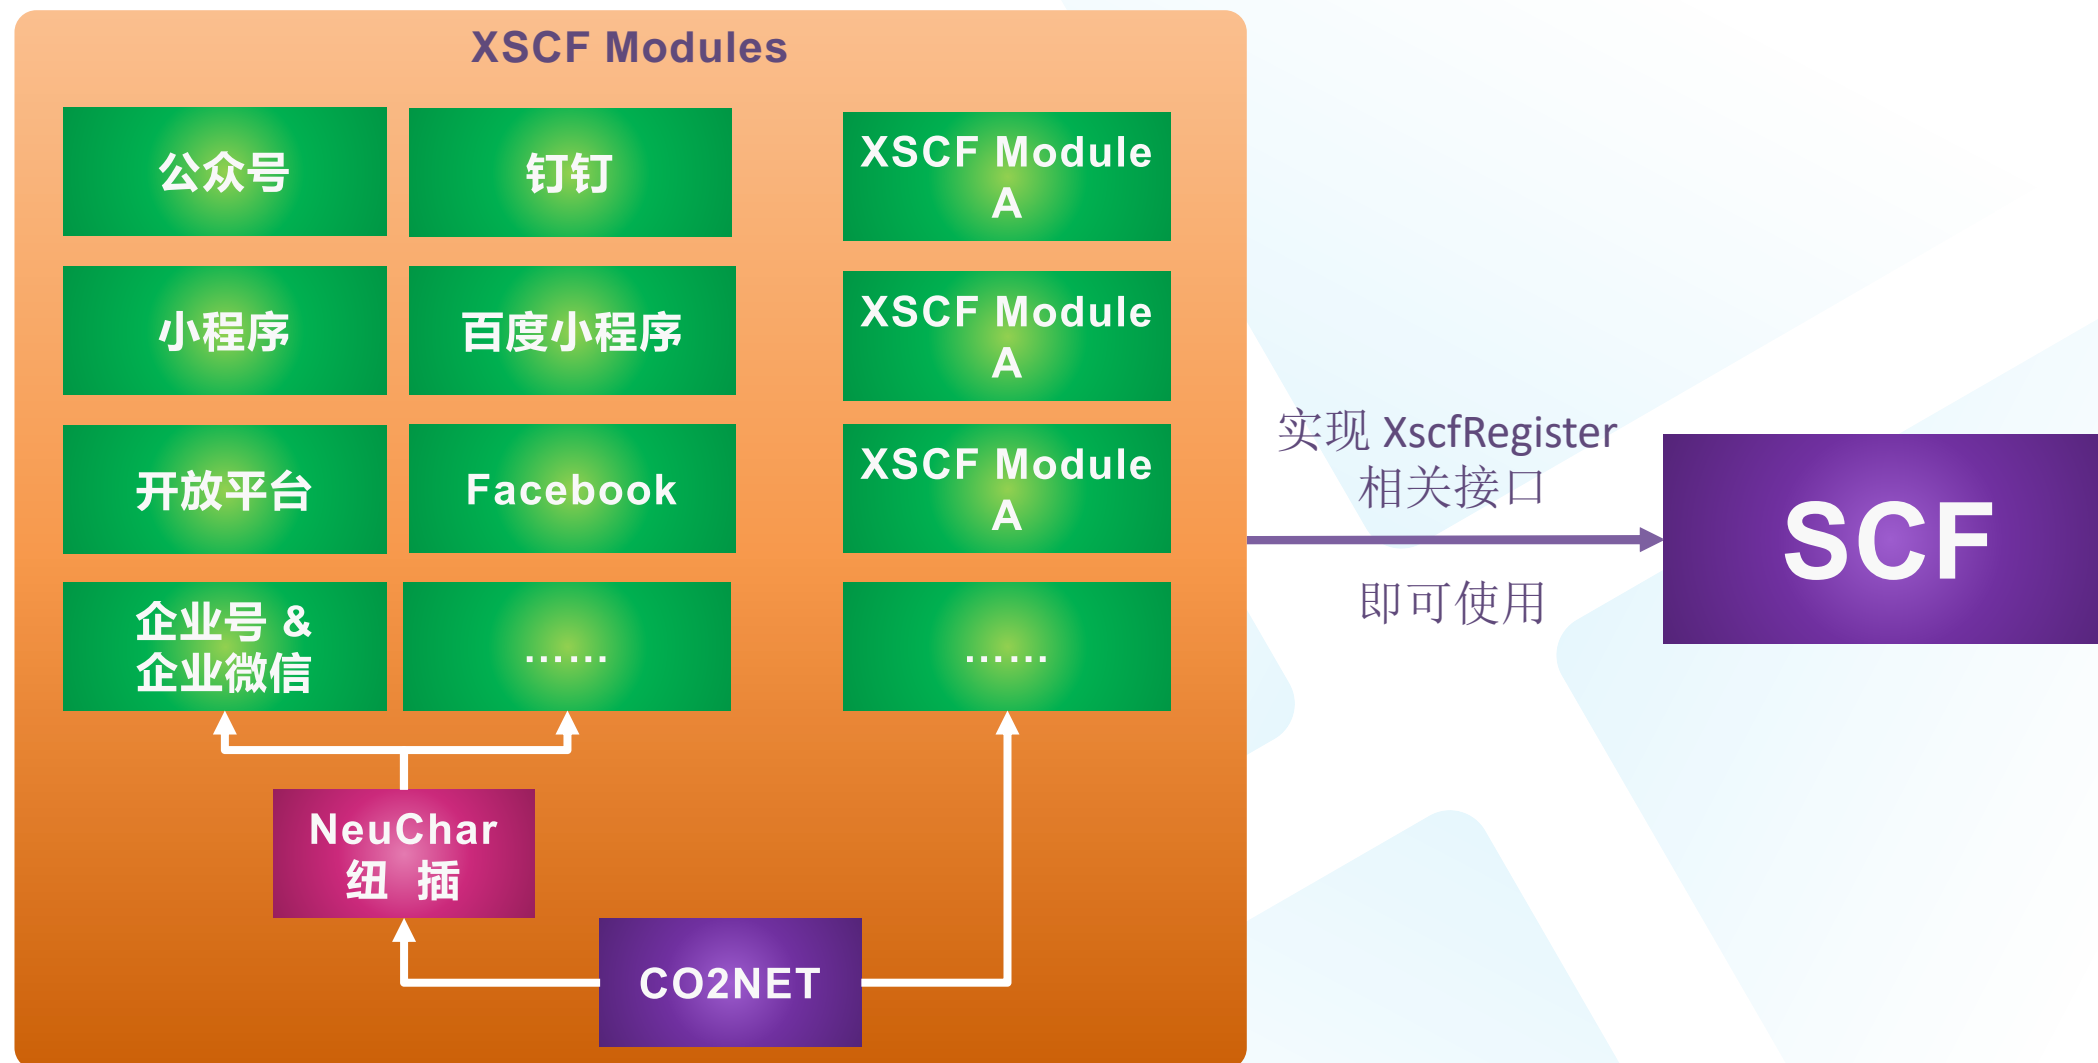 XSCF Modules
公众号
钉钉
XSCF Module
A
小程序
百度小程序
XSCF Module
A
开放平台
Facebook
XSCF Module
A
企业号 &
企业微信
......
......
NeuChar
纽 插
CO2NET
实现 XscfRegister
相关接口
即可使用
SCF